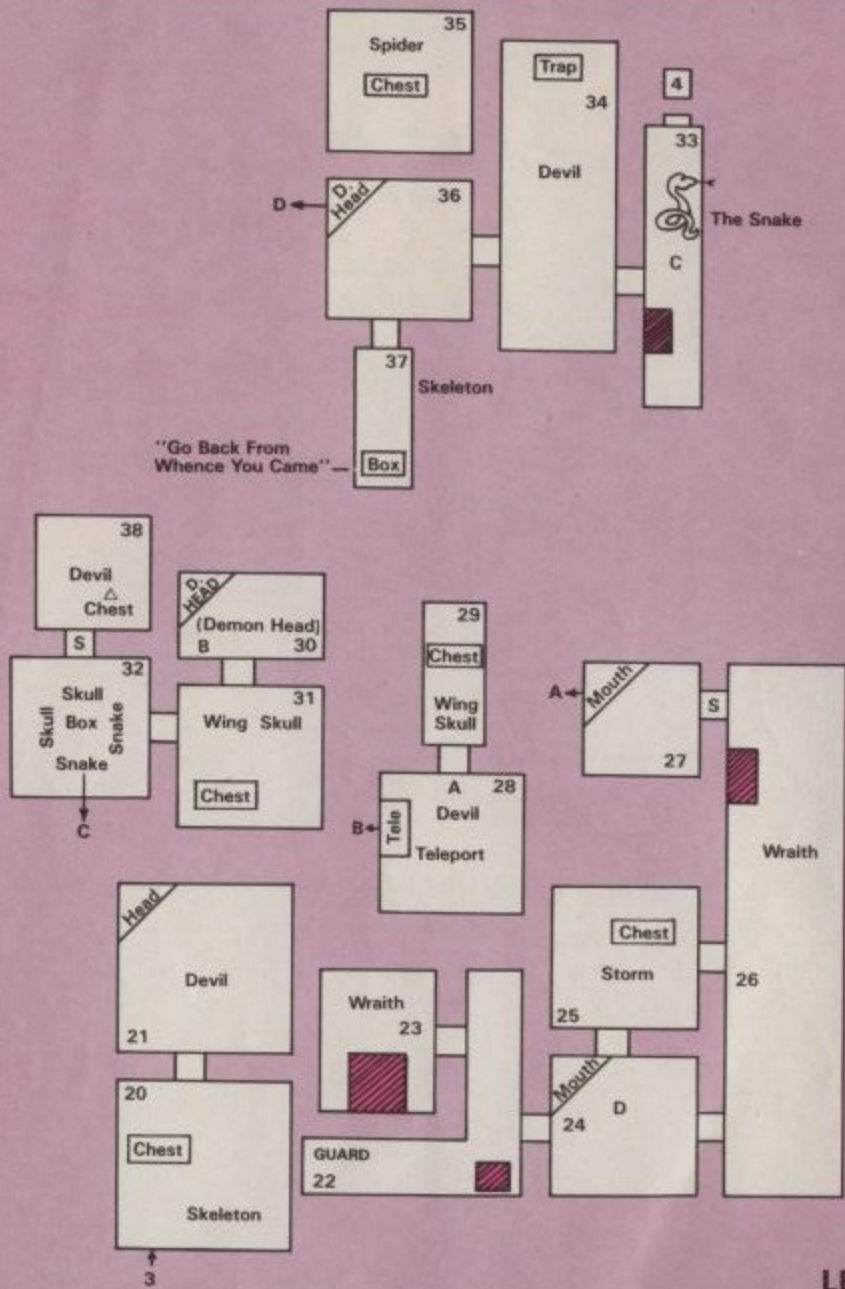 35
Spider
Chest
Trap
34
Devil
4
33
The Snake
C
D. Head
D
36
37
Skeleton
"Go Back From
Whence You Came"
Box
38
Devil
Chest
S
32
Skull
Skull
Box
Snake
Snake
C
D. HEAD
(Demon Head)
B
30
31
Wing Skull
Chest
29
Chest
Wing
Skull
A
28
Devil
B
Tele
Teleport
A
Mouth
27
S
Wraith
26
Head
Devil
21
20
Chest
Skeleton
3
Wraith
23
GUARD
22
Chest
Storm
25
Mouth
24
D